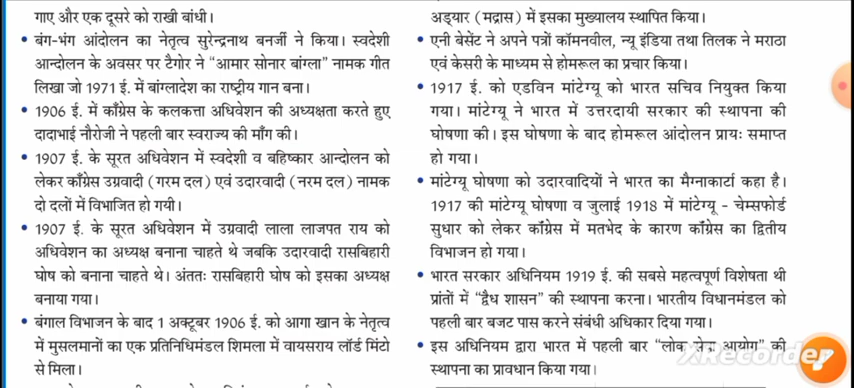 गाए और एक दूसरे को राखी बांधी।
• बंग-भंग आंदोलन का नेतृत्व सुरेन्द्रनाथ बनर्जी ने किया। स्वदेशी
आन्दोलन के अवसर पर टैगोर ने “आमार सोनार बांग्ला” नामक गीत
लिखा जो 1971 ई. में बांग्लादेश का राष्ट्रीय गान बना।
• 1906 ई. में काँग्रेस के कलकत्ता अधिवेशन की अध्यक्षता करते हुए
दादाभाई नौरोजी ने पहली बार स्वराज्य की माँग की।
• 1907 ई. के सूरत अधिवेशन में स्वदेशी व बहिष्कार आन्दोलन को
लेकर काँग्रेस उग्रवादी (गरम दल) एवं उदारवादी (नरम दल) नामक
दो दलों में विभाजित हो गयी।
• 1907 ई. के सूरत अधिवेशन में उग्रवादी लाला लाजपत राय को
अधिवेशन का अध्यक्ष बनाना चाहते थे जबकि उदारवादी रासबिहारी
घोष को बनाना चाहते थे। अंततः रासबिहारी घोष को इसका अध्यक्ष
बनाया गया।
• बंगाल विभाजन के बाद 1 अक्टूबर 1906 ई. को आगा खान के नेतृत्व
में मुसलमानों का एक प्रतिनिधिमंडल शिमला में वायसराय लॉर्ड मिंटो
से मिला।
अड्यार (मद्रास) में इसका मुख्यालय स्थापित किया।
• एनी बेसेंट ने अपने पत्रों कॉमनवील, न्यू इंडिया तथा तिलक ने मराठा
एवं केसरी के माध्यम से होमरूल का प्रचार किया।
• 1917 ई. को एडविन मांटेग्यू को भारत सचिव नियुक्त किया
गया। मांटेग्यू ने भारत में उत्तरदायी सरकार की स्थापना की
घोषणा की। इस घोषणा के बाद होमरूल आंदोलन प्रायः समाप्त
हो गया।
• मांटेग्यू घोषणा को उदारवादियों ने भारत का मैग्नाकार्टा कहा है।
1917 की मांटेग्यू घोषणा व जुलाई 1918 में मांटेग्यू - चेम्सफोर्ड
सुधार को लेकर कॉंग्रेस में मतभेद के कारण कॉंग्रेस का द्वितीय
विभाजन हो गया।
• भारत सरकार अधिनियम 1919 ई. की सबसे महत्वपूर्ण विशेषता थी
प्रांतों में “द्वैध शासन” की स्थापना करना। भारतीय विधानमंडल को
पहली बार बजट पास करने संबंधी अधिकार दिया गया।
• इस अधिनियम द्वारा भारत में पहली बार “लोक सेवा आयोग” की
स्थापना का प्रावधान किया गया।
XRecorder